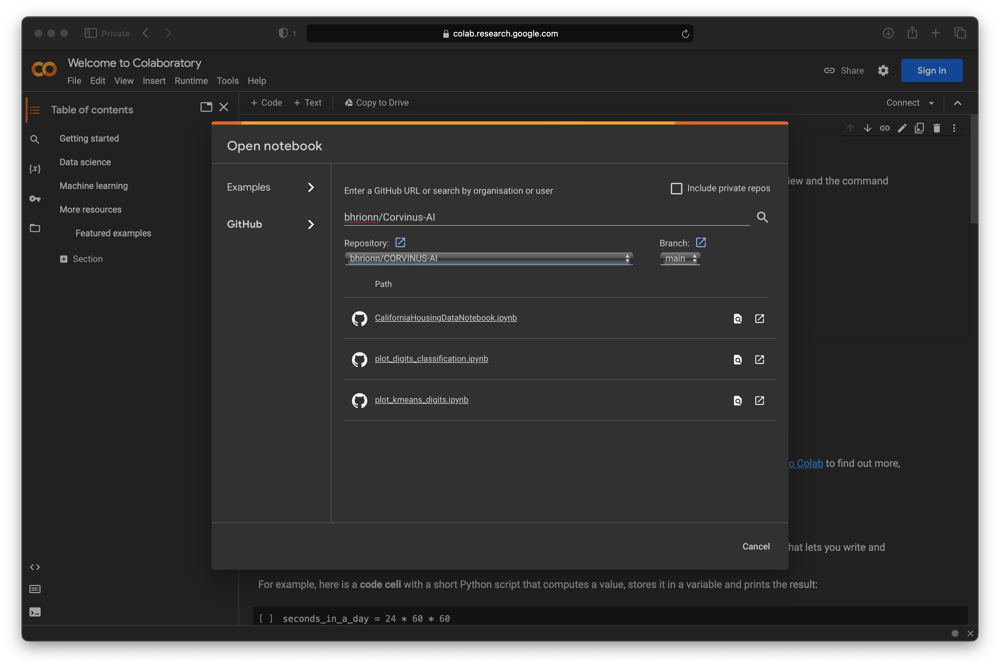 Private
1
colab.research.google.com
Welcome to Colaboratory
File Edit View Insert Runtime Tools Help
Share
Sign in
Table of contents
+ Code + Text Copy to Drive
Connect
Getting started
Data science
Machine learning
More resources
Featured examples
Section
{x}
Open notebook
Examples
GitHub
Enter a GitHub URL or search by organisation or user
Include private repos
bhrionn/Corvinus-AI
Repository:
Branch:
bhrionn/CORVINUS-AI
main
Path
CaliforniaHousingDataNotebook.ipynb
plot_digits_classification.ipynb
plot_kmeans_digits.ipynb
Cancel
iew and the command
o Colab to find out more,
hat lets you write and
For example, here is a code cell with a short Python script that computes a value, stores it in a variable and prints the result:
[ ] seconds_in_a_day = 24 * 60 * 60